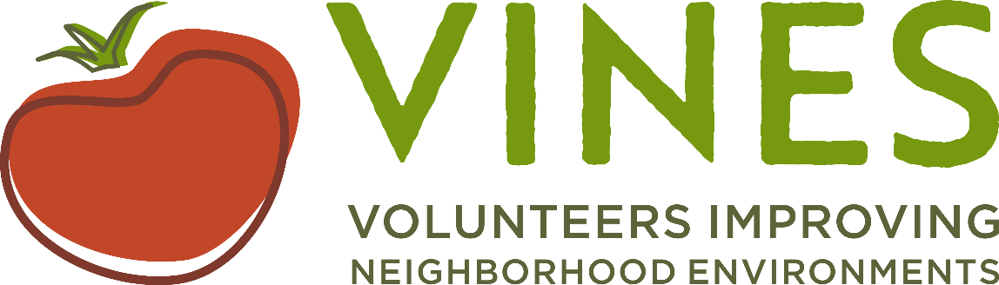 VINES
VOLUNTEERS IMPROVING
NEIGHBORHOOD ENVIRONMENTS